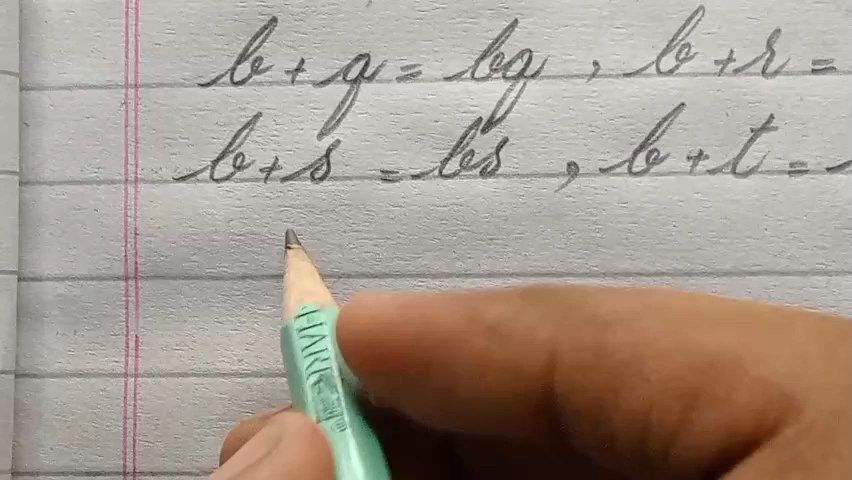 b + q = bq , b + r =
b + s = bs , b + t =